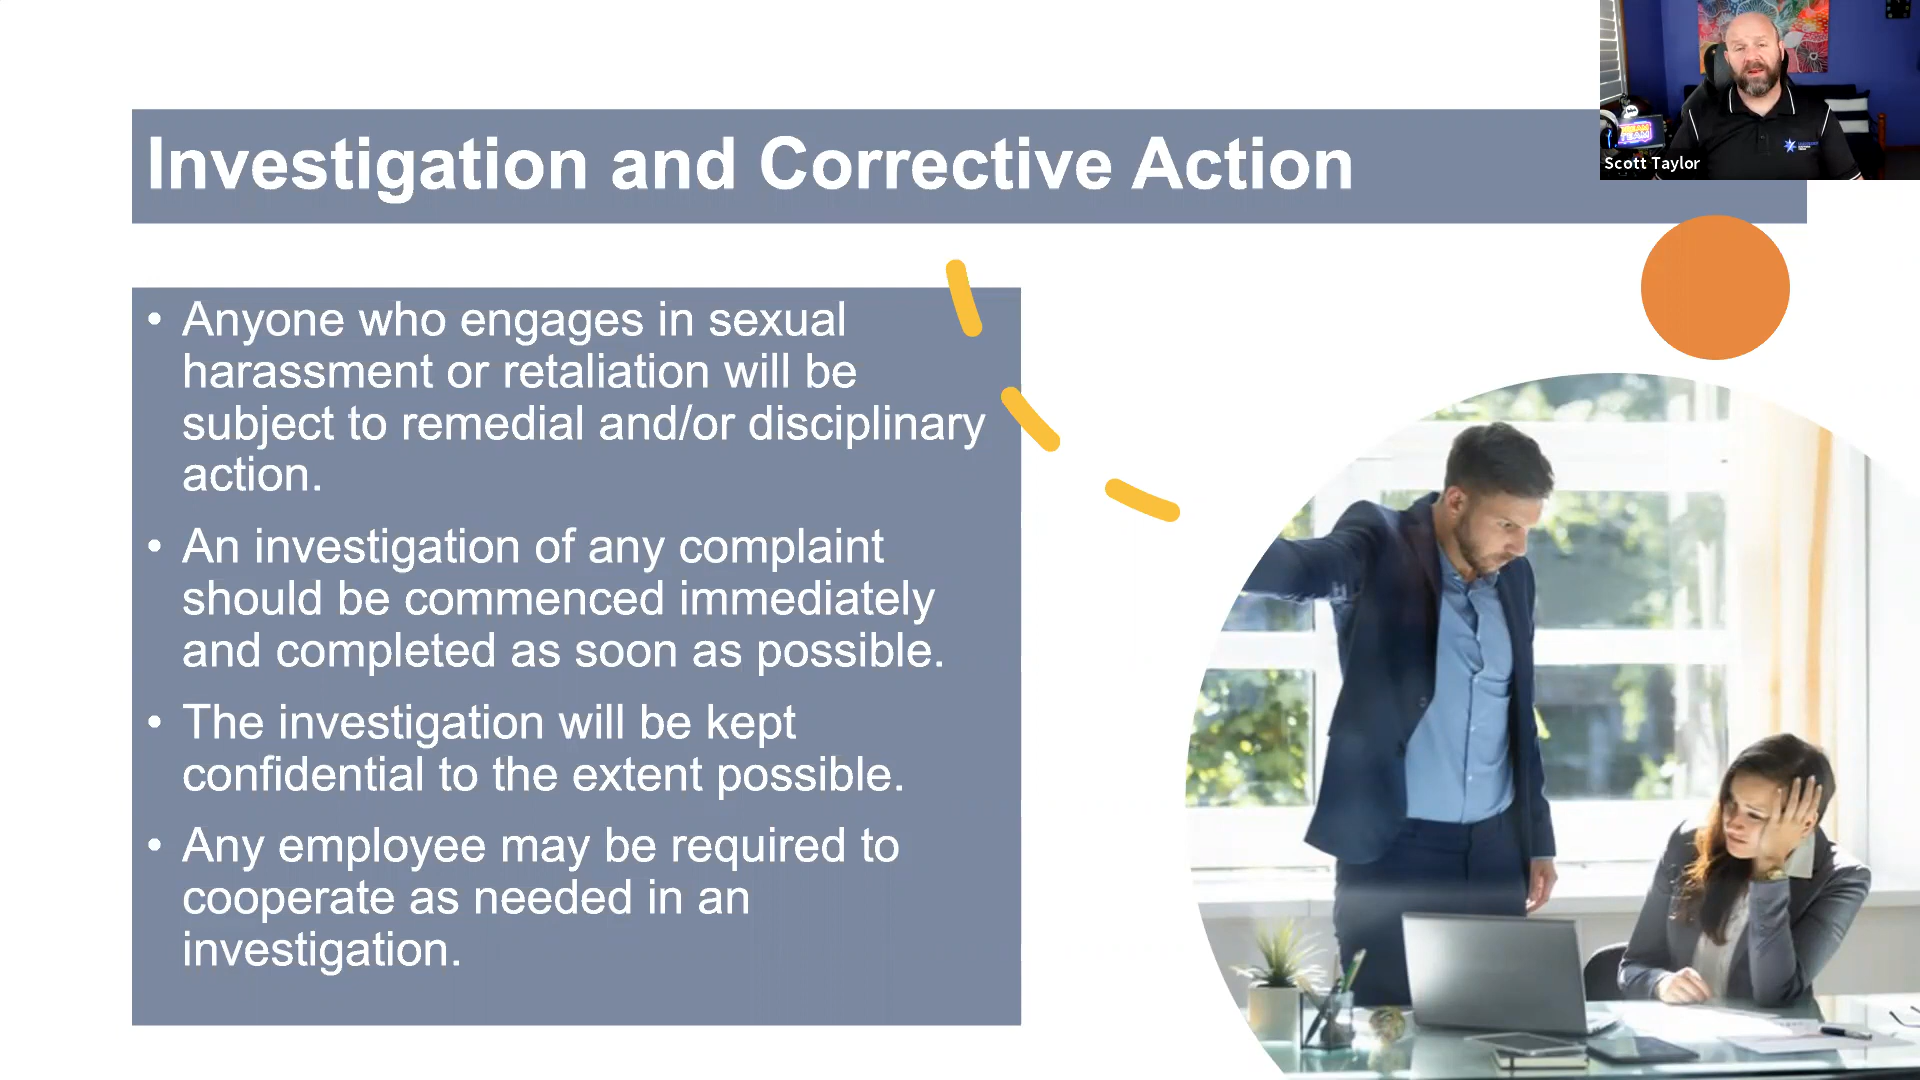 Investigation and Corrective Action
Scott Taylor
• Anyone who engages in sexual
harassment or retaliation will be
subject to remedial and/or disciplinary
action.
• An investigation of any complaint
should be commenced immediately
and completed as soon as possible.
• The investigation will be kept
confidential to the extent possible.
• Any employee may be required to
cooperate as needed in an
investigation.